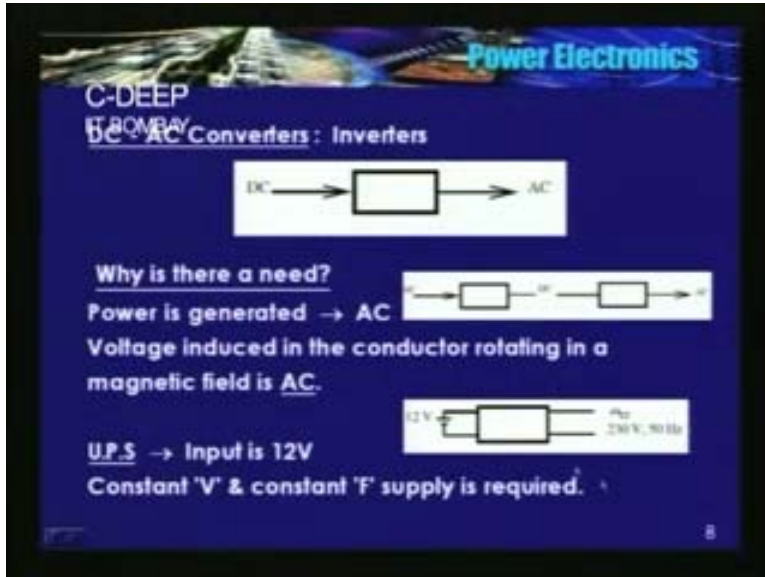 Power Electronics
C-DEEP
IIT BOMBAY
DC - AC Converters : Inverters
DC AC
Why is there a need?
Power is generated → AC
Voltage induced in the conductor rotating in a
magnetic field is AC.
12 V
230 V, 50 Hz
U.P.S → Input is 12V
Constant 'V' & constant 'F' supply is required.
8